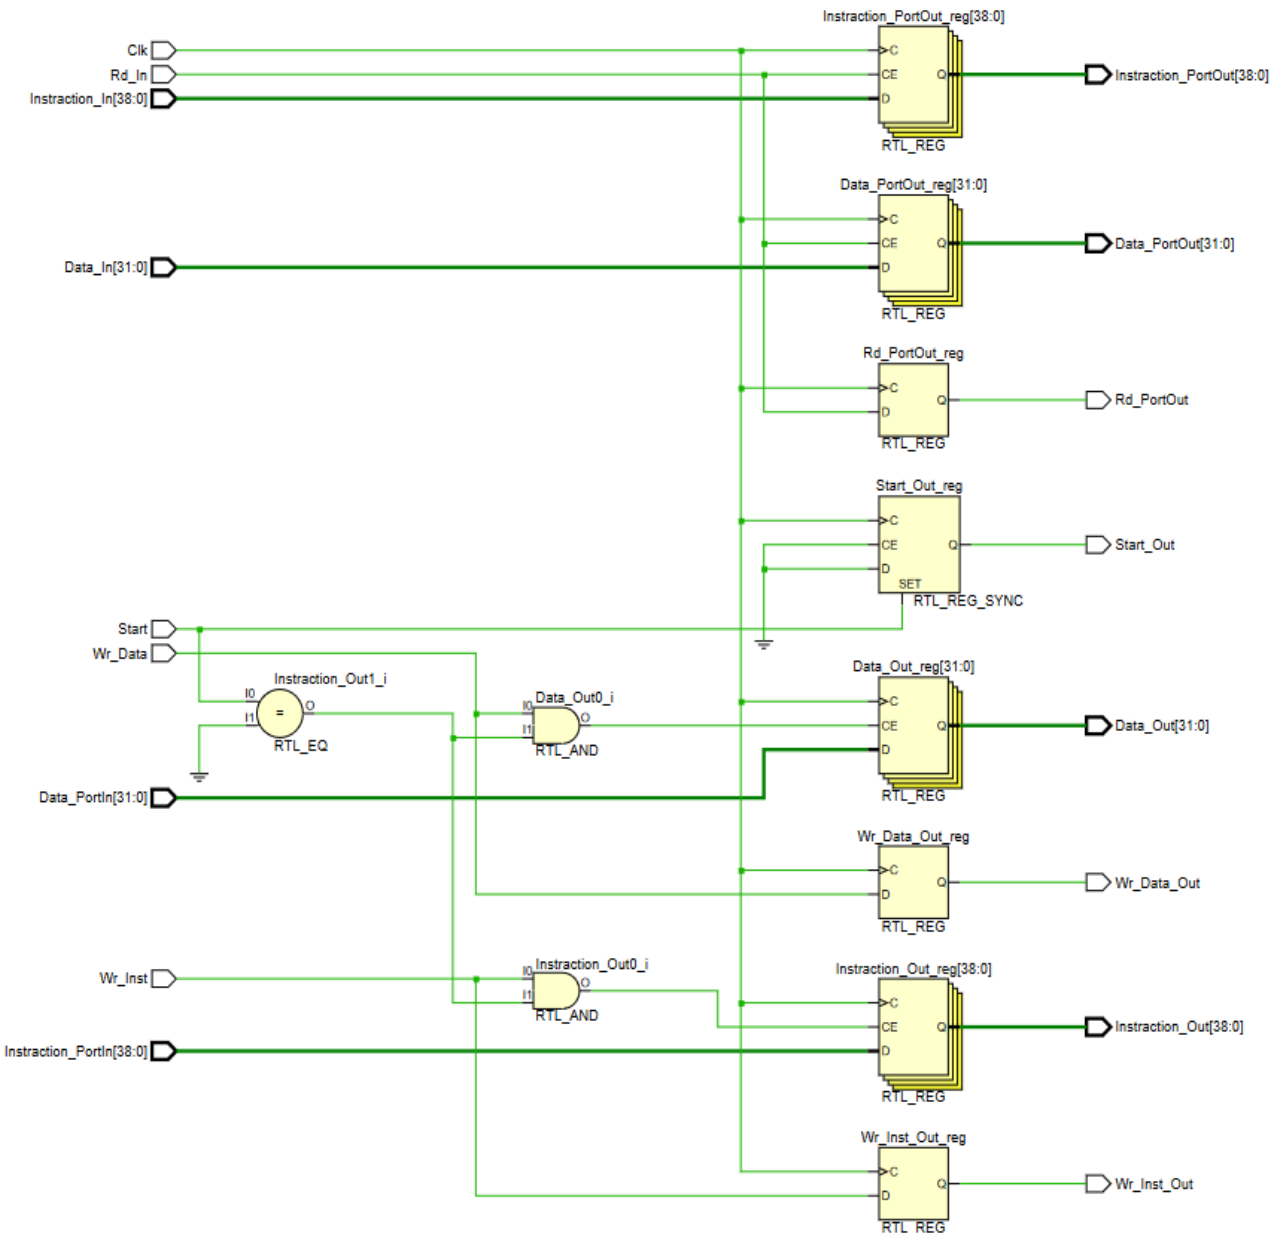 Instraction_PortOut_reg[38:0]
Clk
C
Rd_In
CE
Q
Instraction_PortOut[38:0]
Instraction_In[38:0]
D
RTL_REG
Data_PortOut_reg[31:0]
C
CE
Q
Data_PortOut[31:0]
Data_In[31:0]
D
RTL_REG
Rd_PortOut_reg
C
Q
Rd_PortOut
D
RTL_REG
Start_Out_reg
C
CE
Q
Start_Out
D
SET
RTL_REG_SYNC
Start
Wr_Data
Data_Out_reg[31:0]
Instraction_Out1_i
I0
=
O
I1
RTL_EQ
Data_Out0_i
I0
O
I1
RTL_AND
C
CE
Q
Data_Out[31:0]
D
RTL_REG
Data_PortIn[31:0]
Wr_Data_Out_reg
C
Q
Wr_Data_Out
D
RTL_REG
Wr_Inst
Instraction_Out0_i
I0
O
I1
RTL_AND
Instraction_Out_reg[38:0]
C
CE
Q
Instraction_Out[38:0]
Instraction_PortIn[38:0]
D
RTL_REG
Wr_Inst_Out_reg
C
Q
Wr_Inst_Out
D
RTL_REG